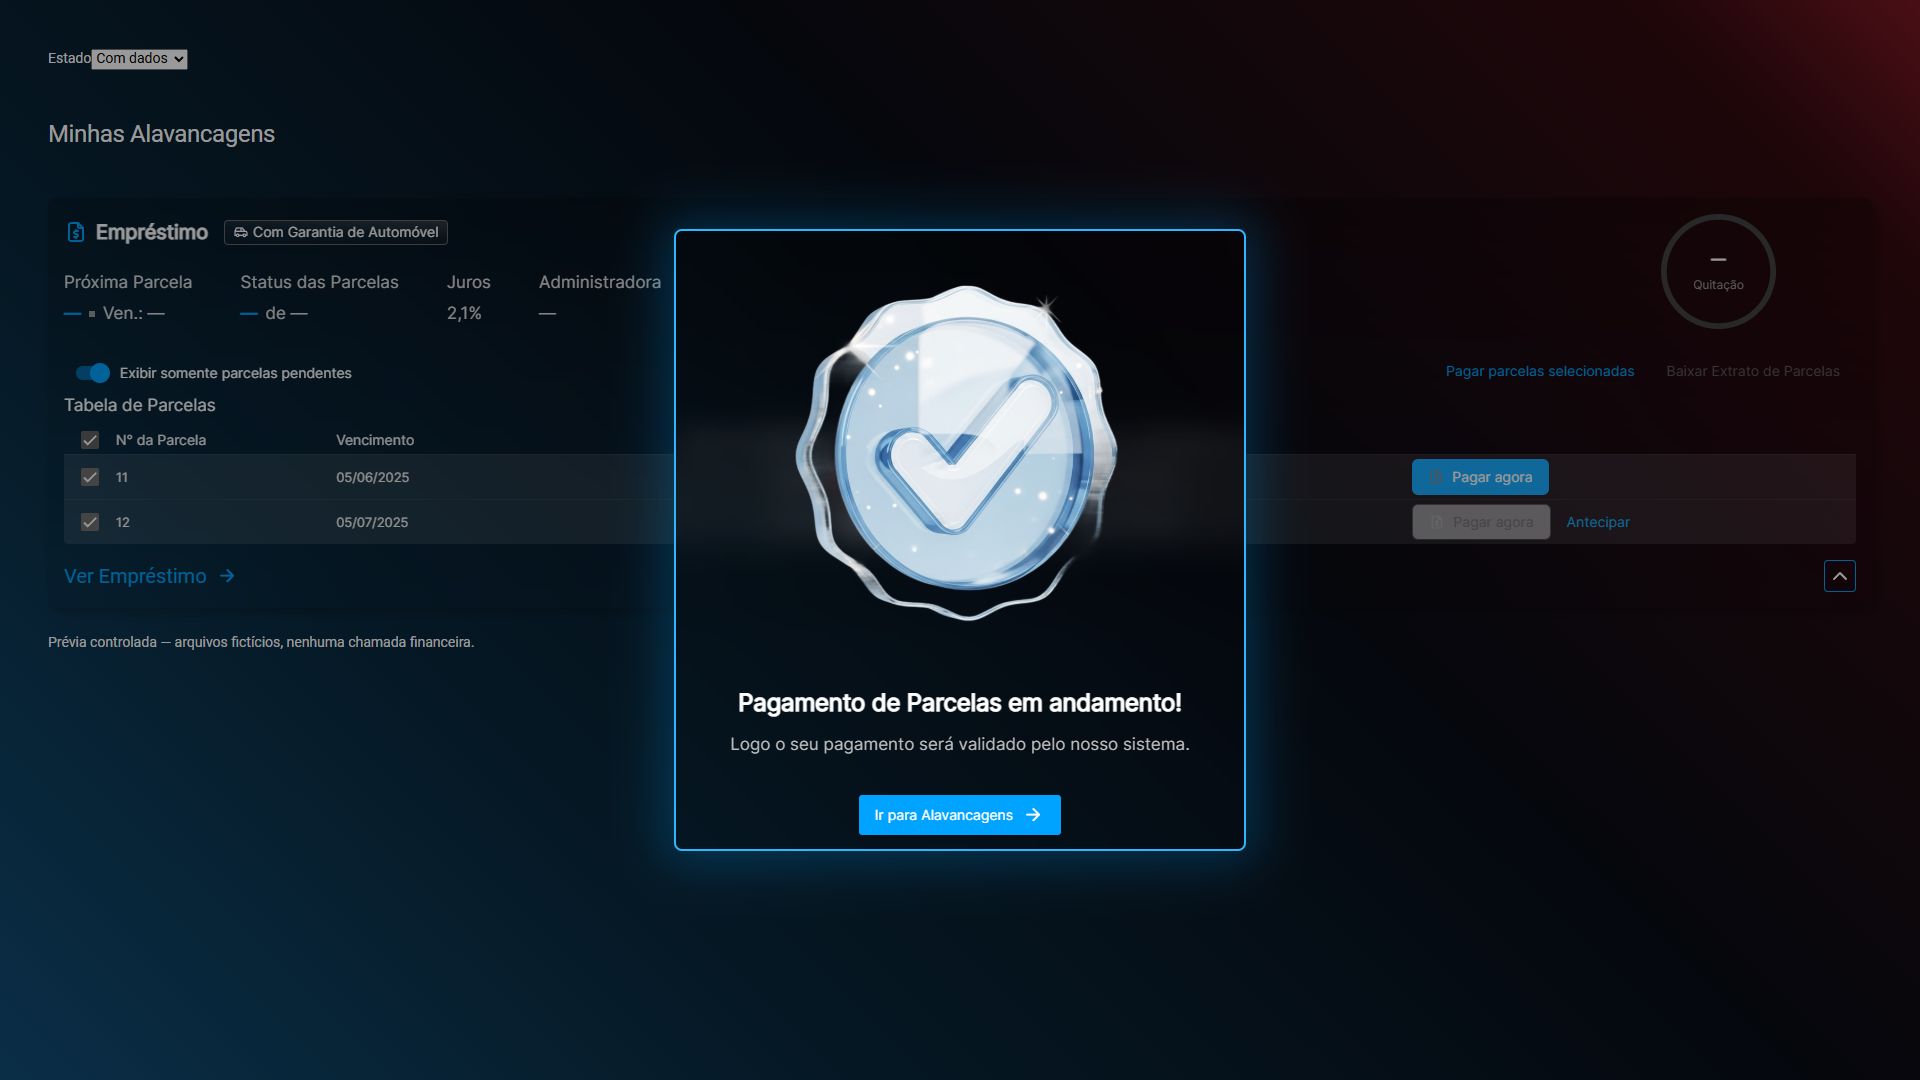 Estado Com dados
Minhas Alavancagens
Empréstimo Com Garantia de Automóvel
Próxima Parcela Status das Parcelas Juros Administradora
— Ven.: — — de — 2,1% —
—
Quitação
Exibir somente parcelas pendentes
Pagar parcelas selecionadas Baixar Extrato de Parcelas
Tabela de Parcelas
Nº da Parcela Vencimento
11 05/06/2025 Pagar agora
12 05/07/2025 Pagar agora Antecipar
Ver Empréstimo
Prévia controlada — arquivos fictícios, nenhuma chamada financeira.
Pagamento de Parcelas em andamento!
Logo o seu pagamento será validado pelo nosso sistema.
Ir para Alavancagens